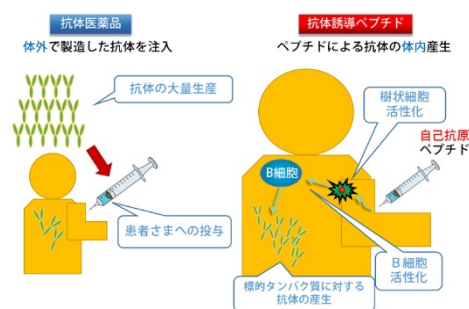 抗体医薬品
体外で製造した抗体を注入
抗体の大量生産
患者さまへの投与
抗体誘導ペプチド
ペプチドによる抗体の体内産生
樹状細胞
活性化
自己抗原
ペプチド
B細胞
B細胞
活性化
標的タンパク質に対する
抗体の産生